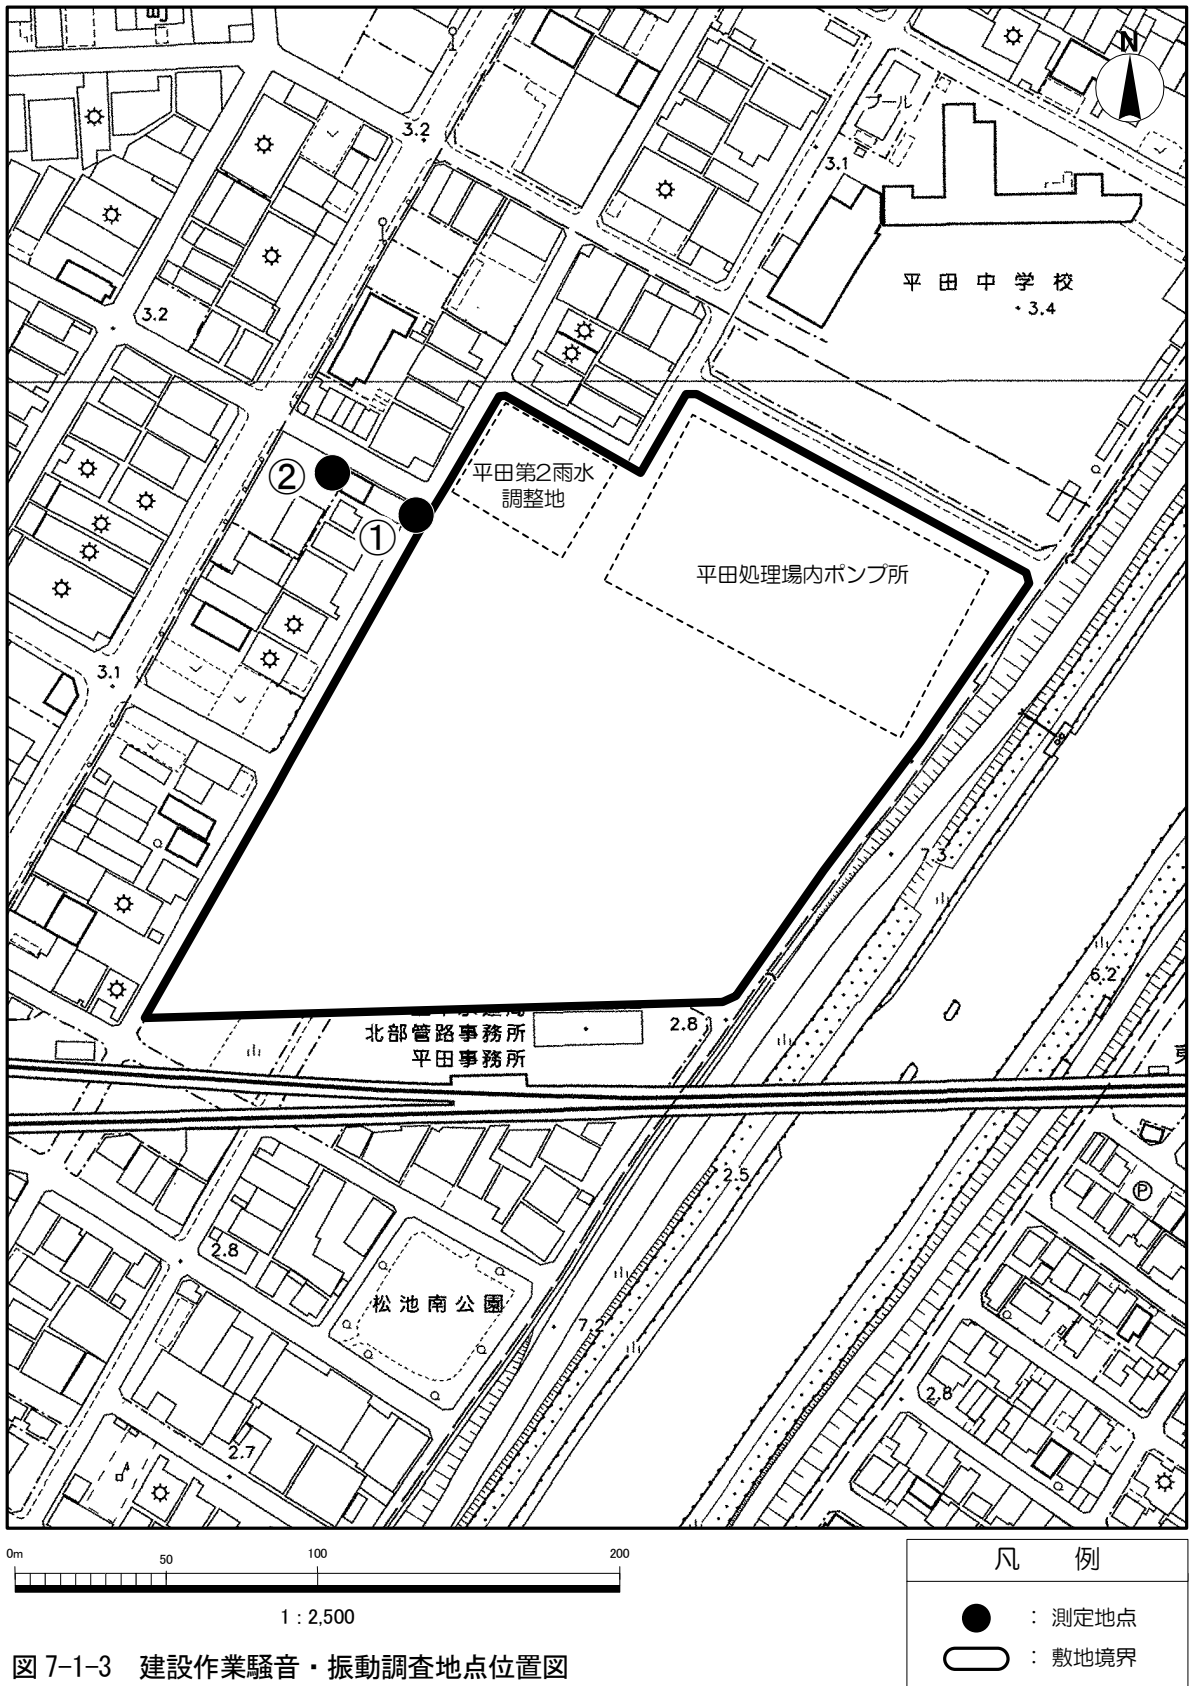 N
3.2
プール
3.1
平田中学校
3.4
3.2
②
①
平田第2雨水
調整地
平田処理場内ポンプ所
3.1
7.3
6.2
北部管路事務所
平田事務所
2.8
2.5
P
2.8
松池南公園
7.2
2.8
2.7
0m 50 100 200
1:2,500
図7-1-3 建設作業騒音・振動調査地点位置図
凡 例
● : 測定地点
: 敷地境界